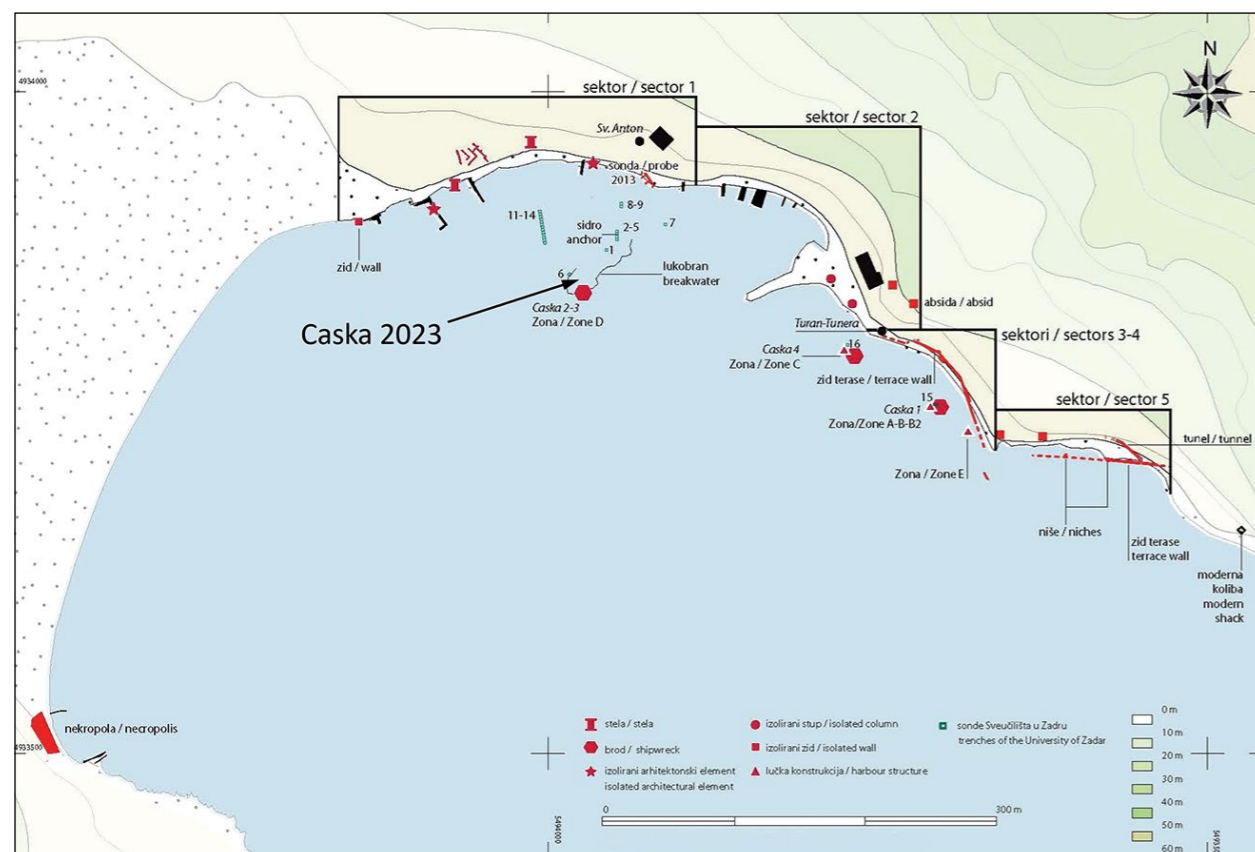 N
4934000
sektor / sector 1
sektor / sector 2
Sv. Anton
sonda / probe
2013
11-14
8-9
sidro
anchor
2-5
7
1
6
lukobran
breakwater
zid / wall
Caska 2-3
Zona / Zone D
Caska 2023
absida / absid
Turan-Tunera
sektori / sectors 3-4
16
Caska 4
Zona / Zone C
zid terase / terrace wall
15
Caska 1
Zona/Zone A-B-B2
sektor / sector 5
tunel / tunnel
Zona / Zone E
niše / niches
zid terase
terrace wall
moderna
koliba
modern
shack
nekropola / necropolis
4933500
stela / stela
brod / shipwreck
izolirani arhitektonski element
isolated architectural element
izolirani stup / isolated column
izolirani zid / isolated wall
lučka konstrukcija / harbour structure
sonde Sveučilišta u Zadru
trenches of the University of Zadar
0
300 m
0 m
10 m
20 m
30 m
40 m
50 m
60 m
5494000